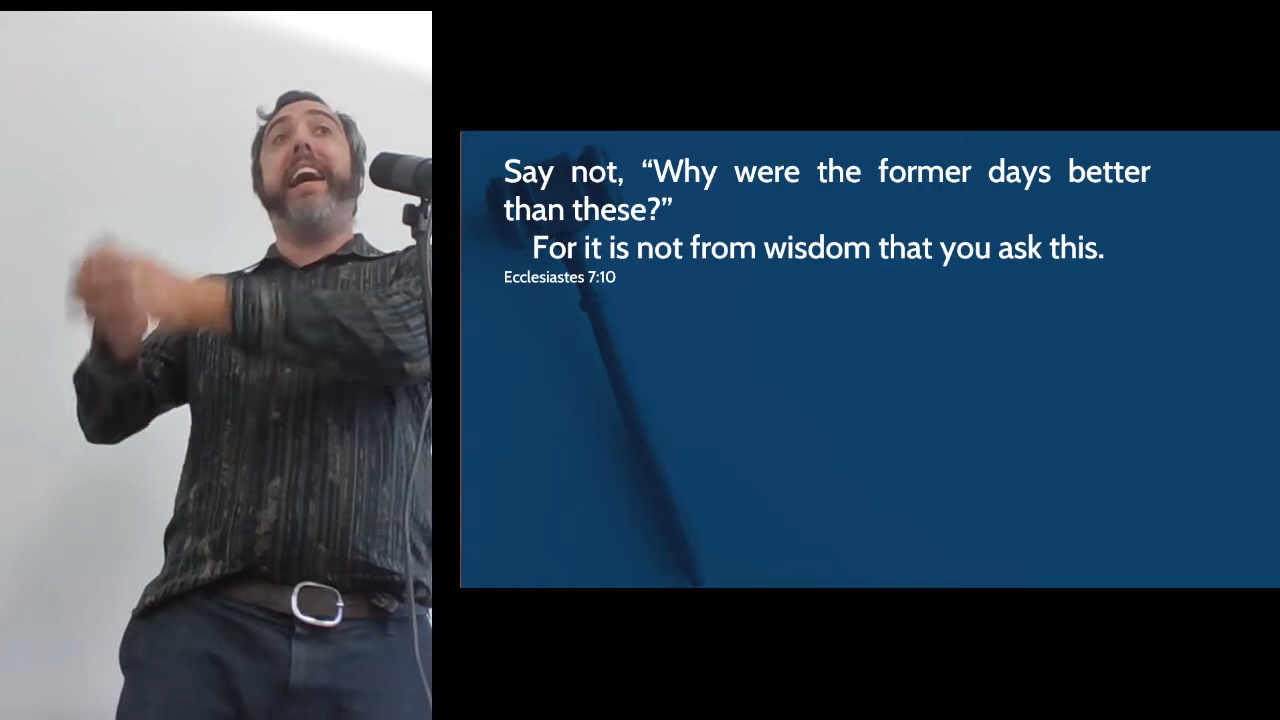 Say not, “Why were the former days better
than these?”
For it is not from wisdom that you ask this.
Ecclesiastes 7:10